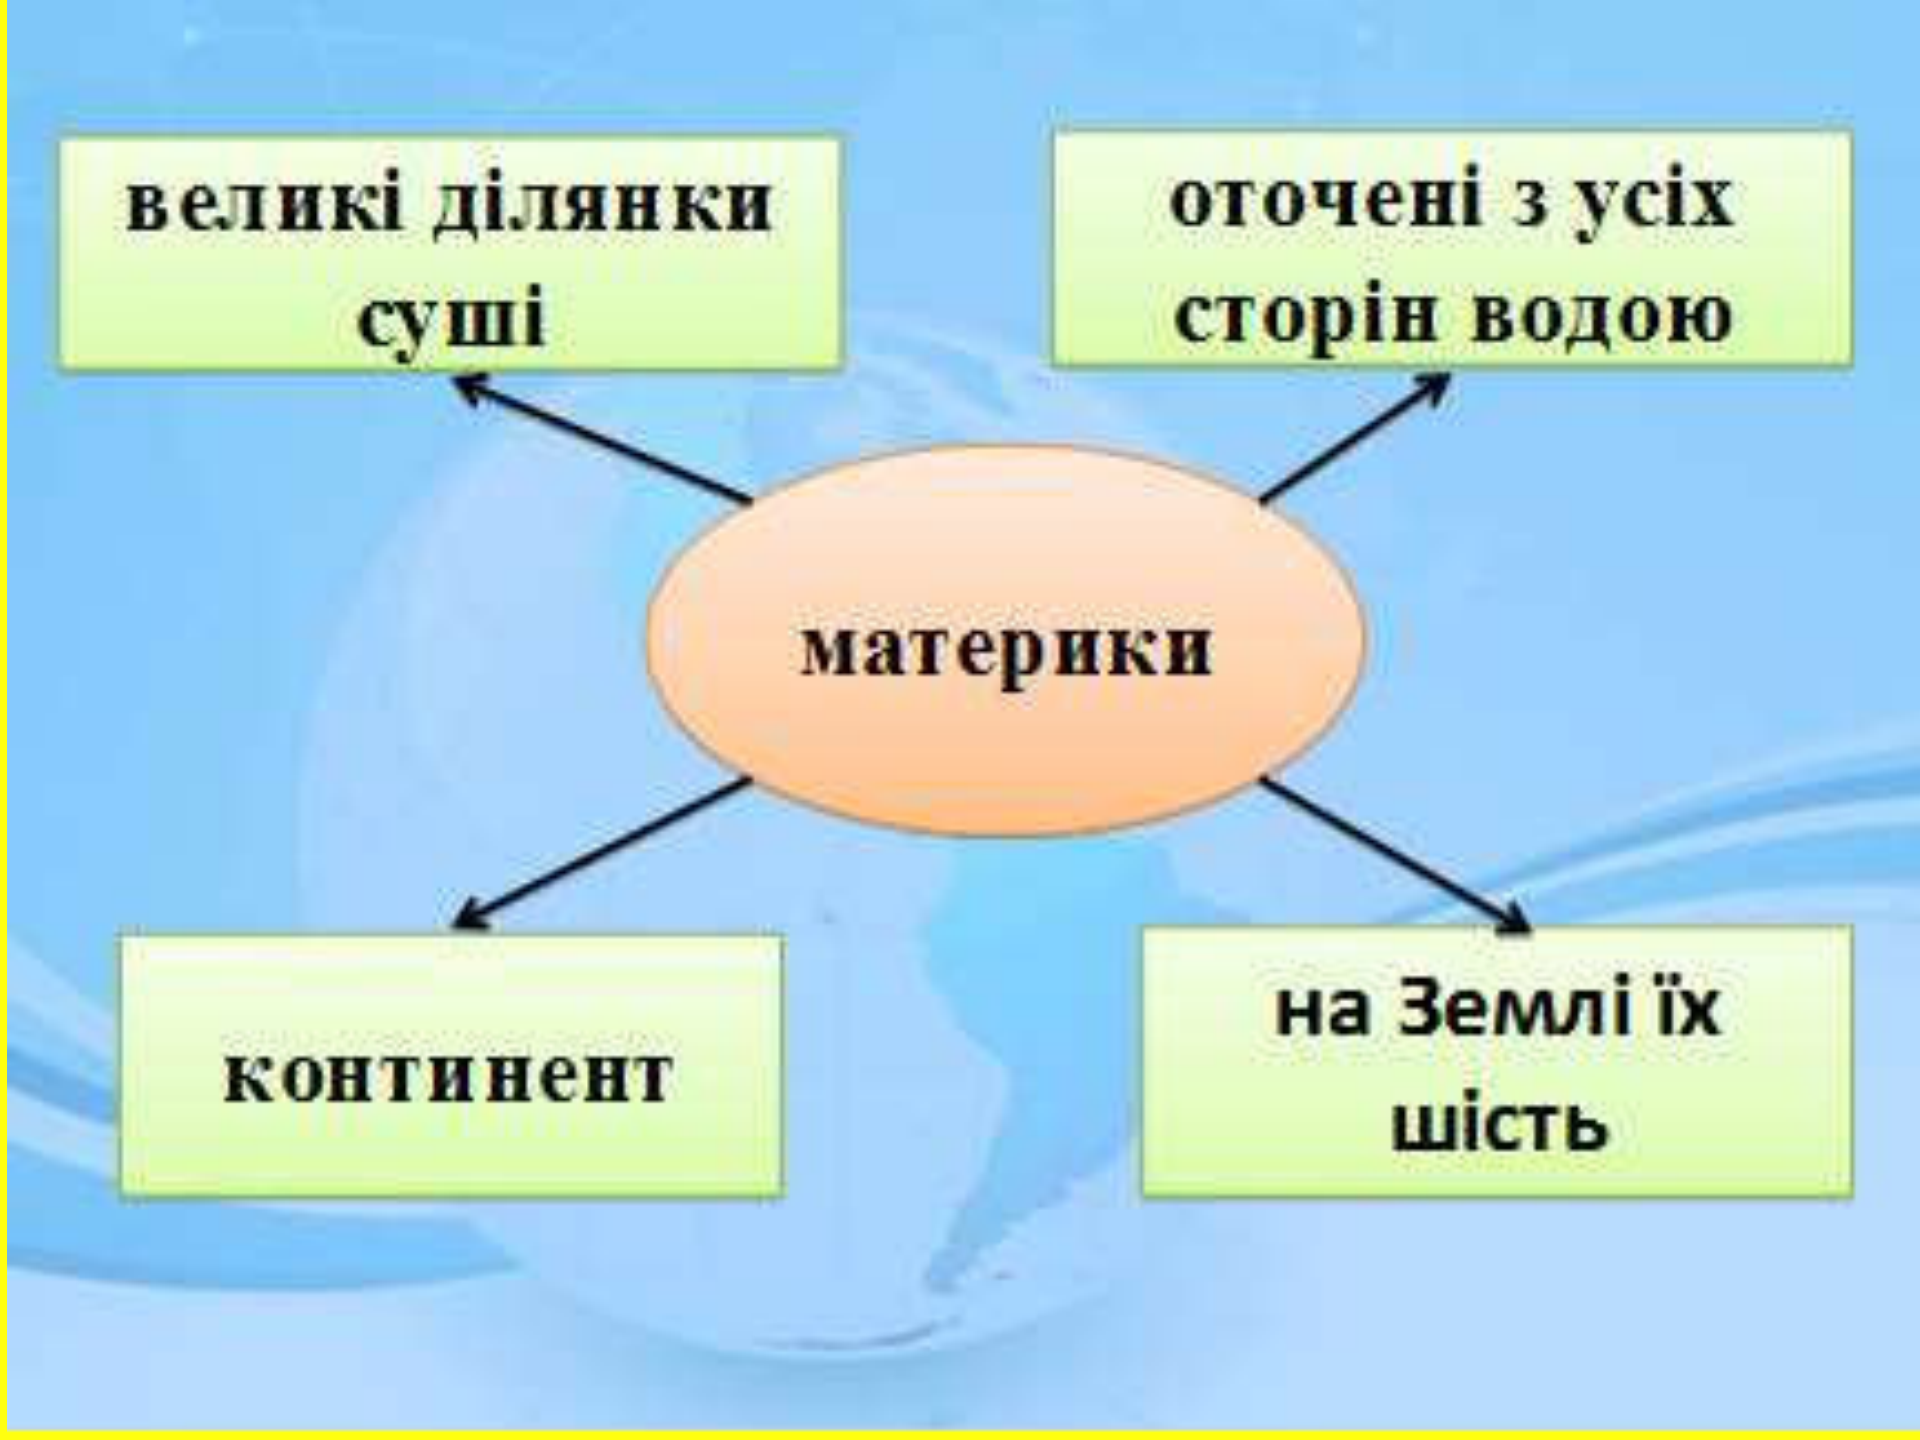 великі ділянки
суші
оточені з усіх
сторін водою
материки
континент
на Землі їх
шість